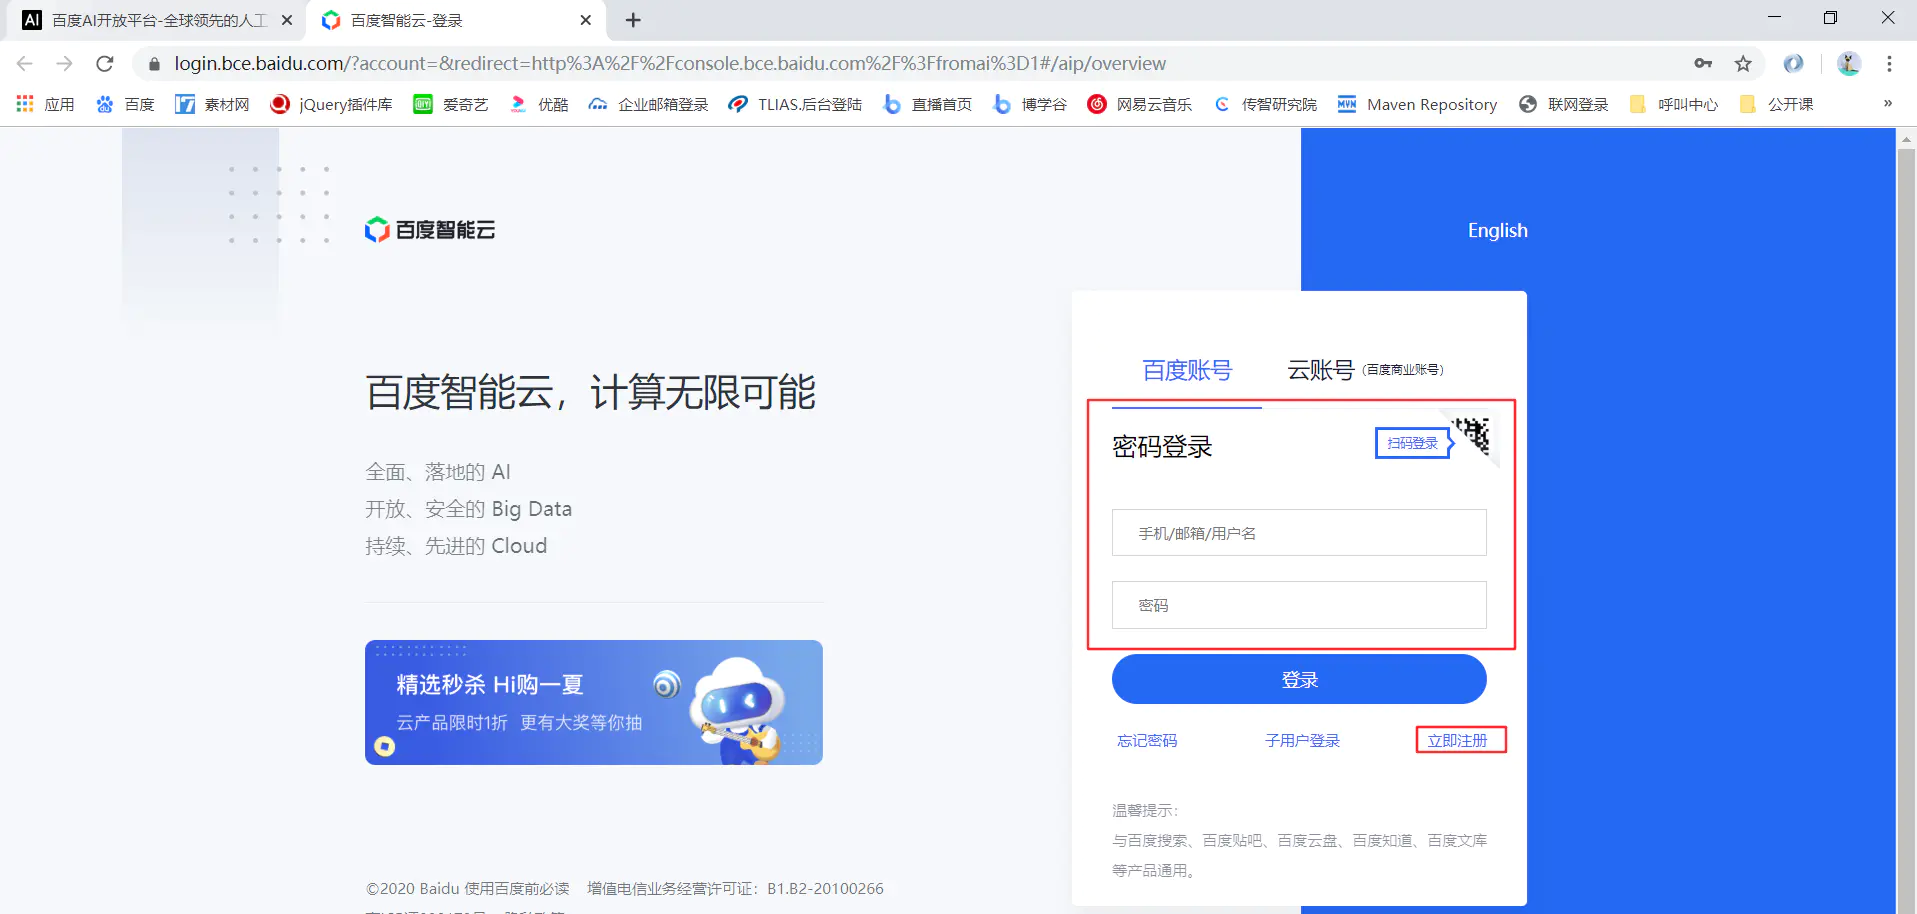 AI 百度AI开放平台-全球领先的人工
百度智能云-登录
login.bce.baidu.com/?account=&redirect=http%3A%2F%2Fconsole.bce.baidu.com%2F%3Ffromai%3D1#/aip/overview
应用 百度 素材网 jQuery插件库 爱奇艺 优酷 企业邮箱登录 TLIAS.后台登陆 直播首页 博学谷 网易云音乐 传智研究院 Maven Repository 联网登录 呼叫中心 公开课 »
百度智能云
English
百度智能云，计算无限可能
全面、落地的 AI
开放、安全的 Big Data
持续、先进的 Cloud
精选秒杀 Hi购一夏
云产品限时1折 更有大奖等你抽
百度账号 云账号 (百度商业账号)
密码登录 扫码登录
手机/邮箱/用户名
密码
登录
忘记密码 子用户登录 立即注册
温馨提示：
与百度搜索、百度贴吧、百度云盘、百度知道、百度文库
等产品通用。
©2020 Baidu 使用百度前必读 增值电信业务经营许可证：B1.B2-20100266